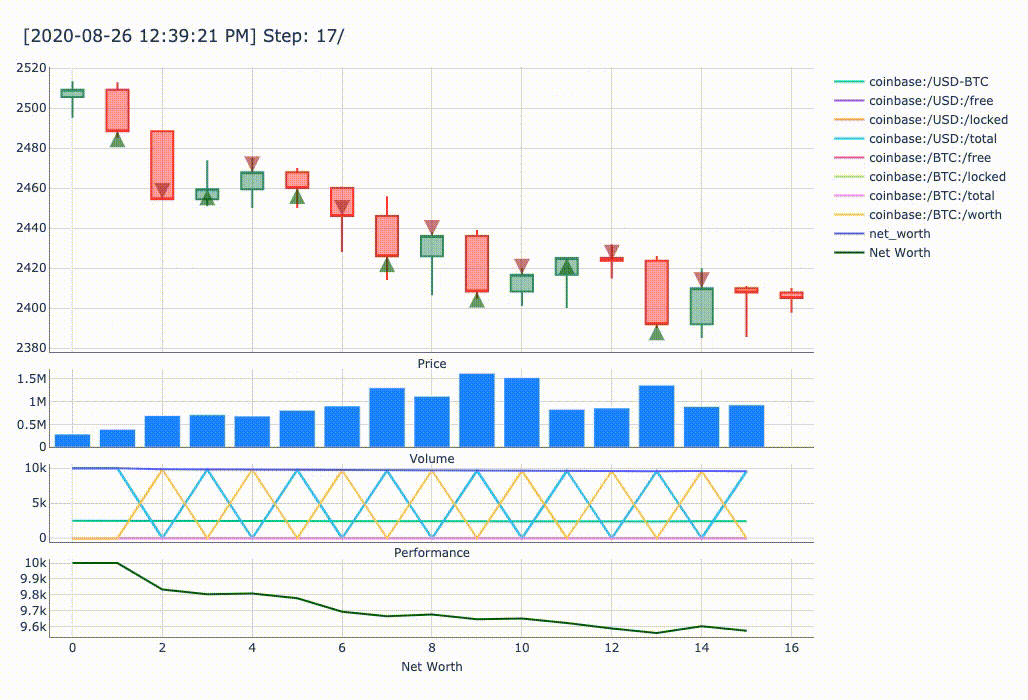 [2020-08-26 12:39:21 PM] Step: 17/
2520
2500
2480
2460
2440
2420
2400
2380
Price
coinbase:/USD-BTC
coinbase:/USD:/free
coinbase:/USD:/locked
coinbase:/USD:/total
coinbase:/BTC:/free
coinbase:/BTC:/locked
coinbase:/BTC:/total
coinbase:/BTC:/worth
net_worth
Net Worth
1.5M
1M
0.5M
0
Volume
10k
5k
0
Performance
10k
9.9k
9.8k
9.7k
9.6k
0 2 4 6 8 10 12 14 16
Net Worth